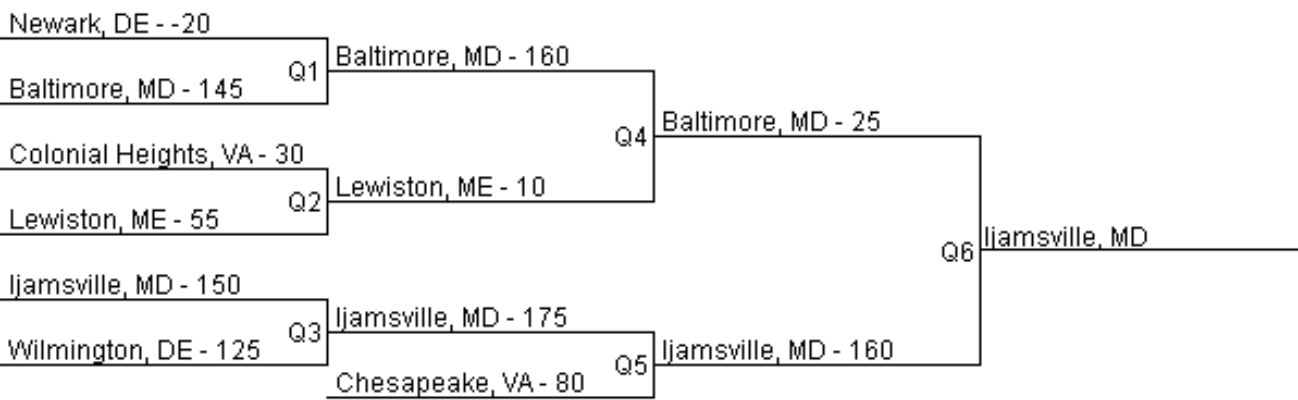 Newark, DE - -20
Baltimore, MD - 160
Q1
Baltimore, MD - 145
Baltimore, MD - 25
Q4
Colonial Heights, VA - 30
Lewiston, ME - 10
Q2
Lewiston, ME - 55
Ijamsville, MD
Q6
Ijamsville, MD - 150
Ijamsville, MD - 175
Q3
Wilmington, DE - 125
Ijamsville, MD - 160
Q5
Chesapeake, VA - 80